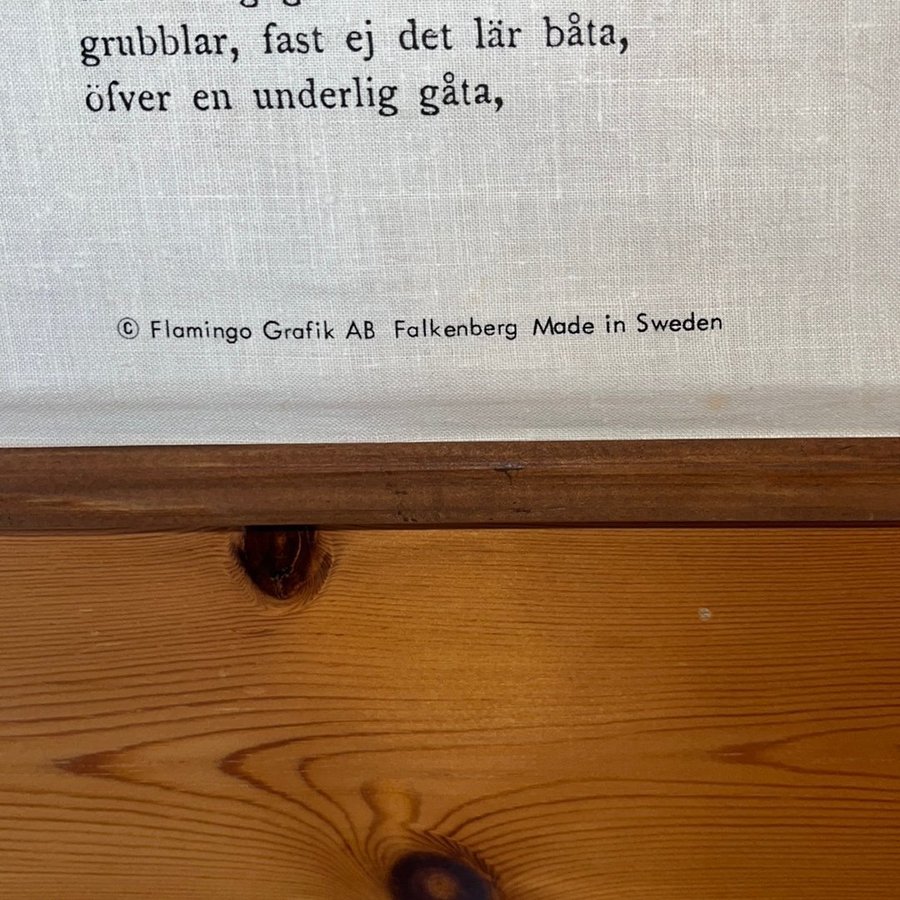 grubblar, fast ej det lär båta,
öfver en underlig gåta,
© Flamingo Grafik AB Falkenberg Made in Sweden